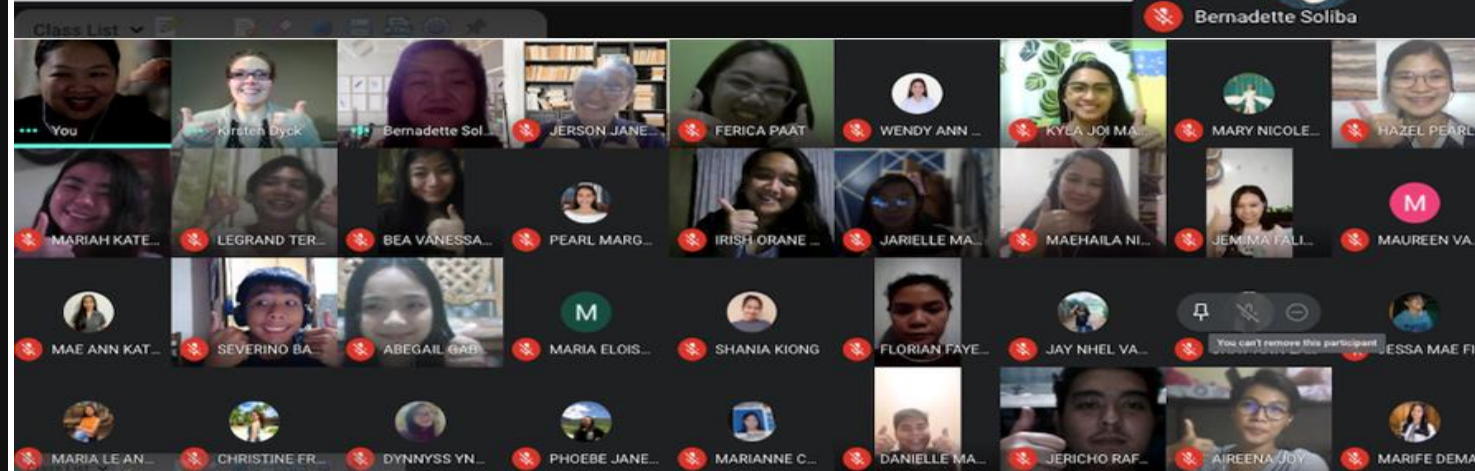 Class List
Bernadette Soliba
You
Kirsten Dyck
Bernadette Sol...
JERSON JANE...
FERICA PAAT
WENDY ANN ...
KYLA JOI MA...
MARY NICOLE...
HAZEL PEARL
MARIAH KATE...
LEGRAND TER...
BEA VANESSA...
PEARL MARG...
IRISH ORANE ...
JARIELLE MA...
MAEHAILA NI...
JEMIMA FALI...
M
MAUREEN VA
MAE ANN KAT...
SEVERINO BA...
ABEGAIL GAB...
M
MARIA ELOIS...
SHANIA KIONG
FLORIAN FAYE...
JAY NHEL VA...
You can't remove this participant
JESSA MAE FI
MARIA LE AN...
CHRISTINE FR...
DYNNYSS YN...
PHOEBE JANE...
MARIANNE C...
DANIELLE MA...
JERICHO RAF...
AIREENA JOY
MARIFE DEMA